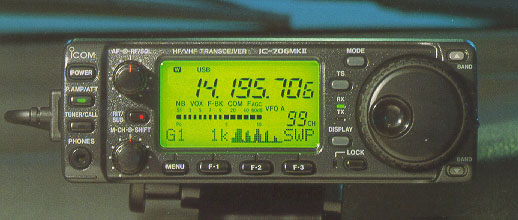 ICOM
AF-⊕-RF/SQL
HF/VHF TRANSCEIVER IC-706MKII
POWER
P.AMP/ATT
TUNER/CALL
PHONES
RIT/
SUB
M-CH-⊕-SHIFT
W USB
14.195.706
NB VOX F-BK COM FAGC
VFO A
99CH
G1 1k SWP
MENU
F-1
F-2
F-3
MODE
TS
RX
TX
DISPLAY
LOCK
BAND
BAND